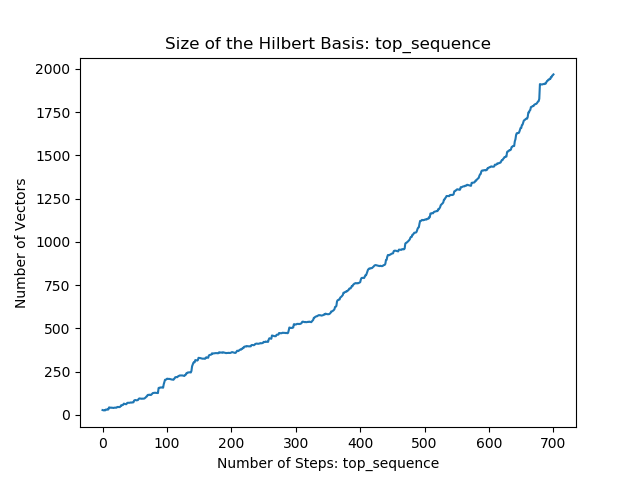 Size of the Hilbert Basis: top_sequence
2000
1750
1500
1250
1000
750
500
250
0
Number of Vectors
0 100 200 300 400 500 600 700
Number of Steps: top_sequence